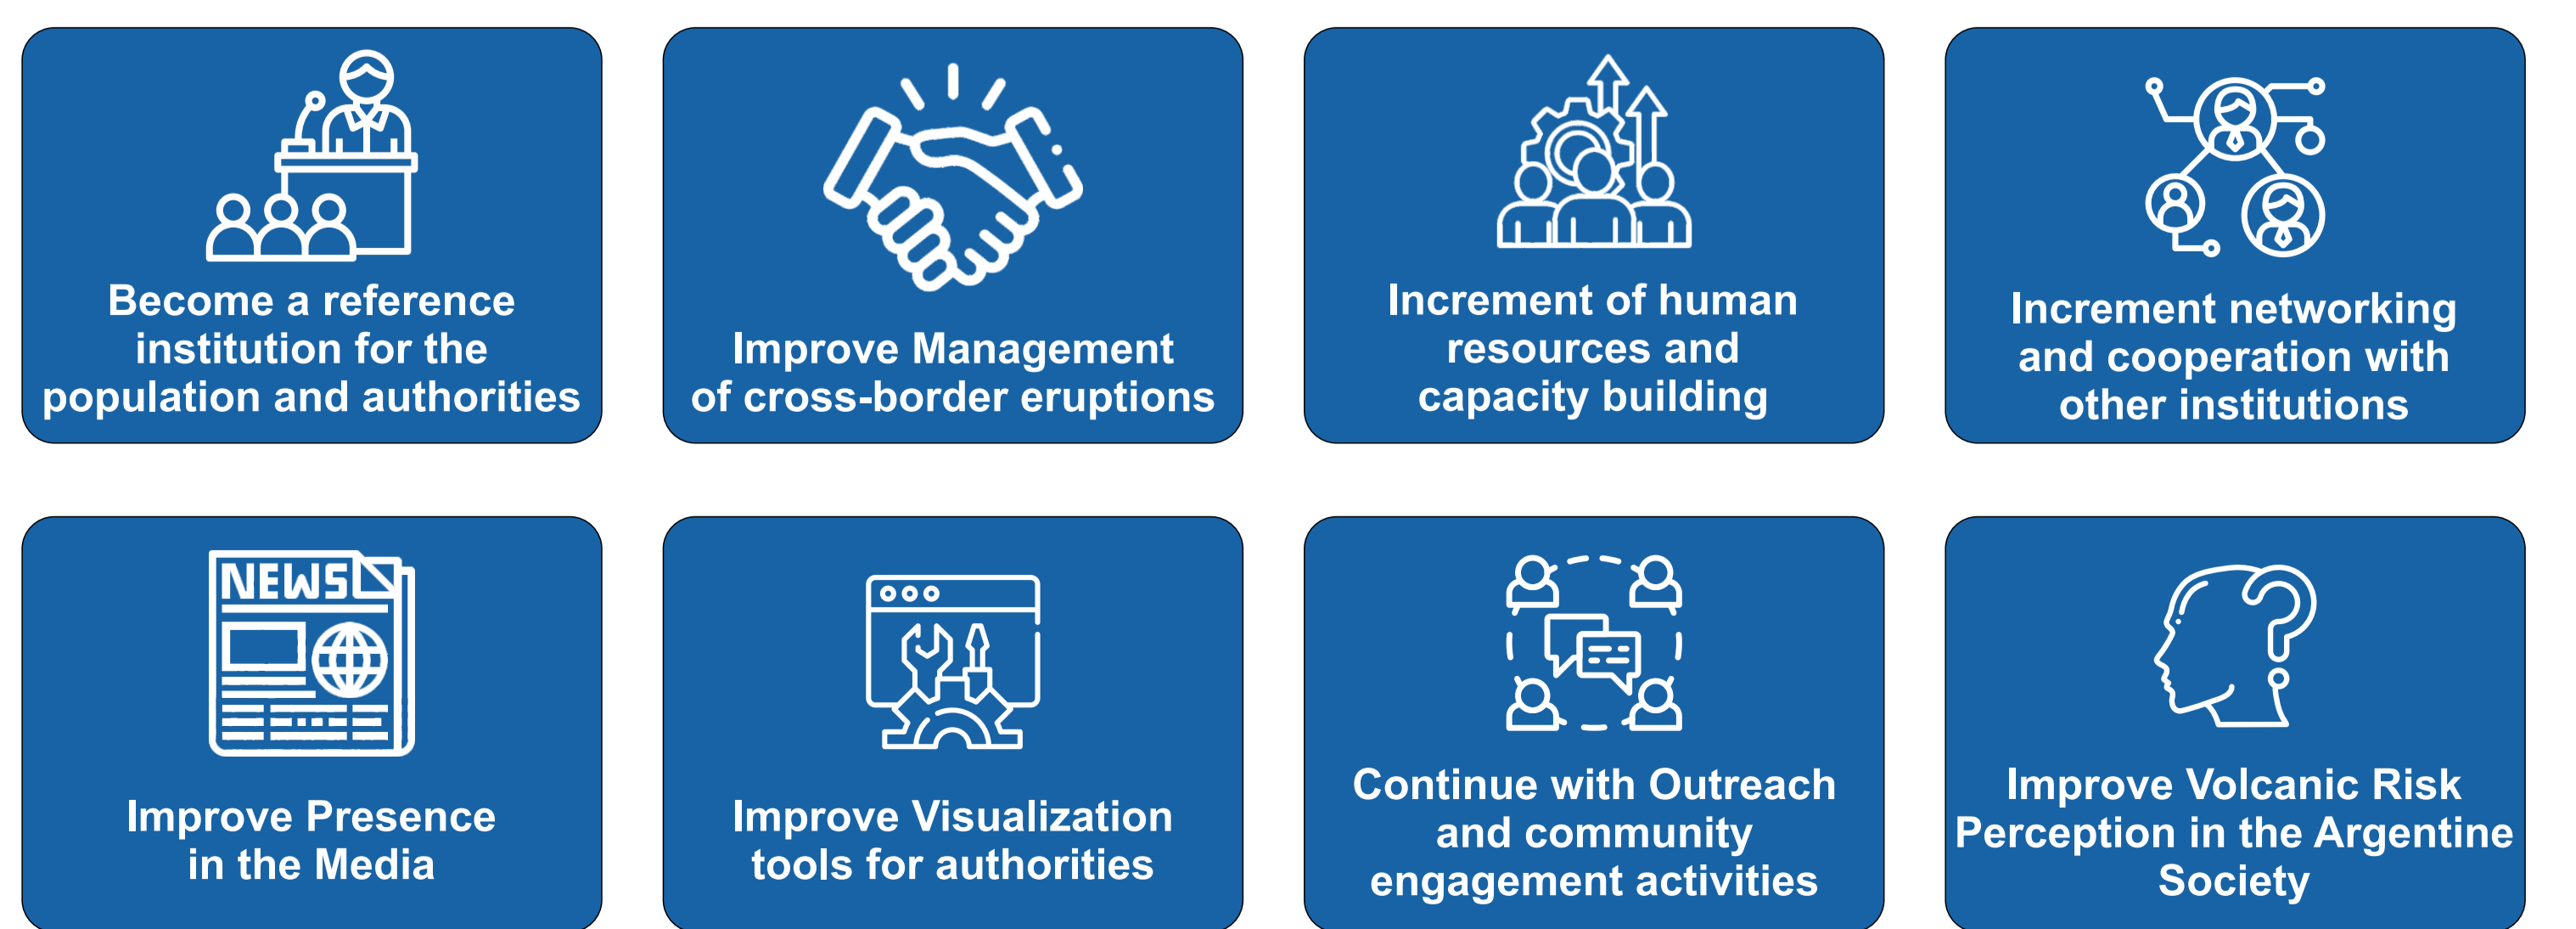 Become a reference
institution for the
population and authorities
Improve Management
of cross-border eruptions
Increment of human
resources and
capacity building
Increment networking
and cooperation with
other institutions
NEWS
Improve Presence
in the Media
Improve Visualization
tools for authorities
Continue with Outreach
and community
engagement activities
Improve Volcanic Risk
Perception in the Argentine
Society